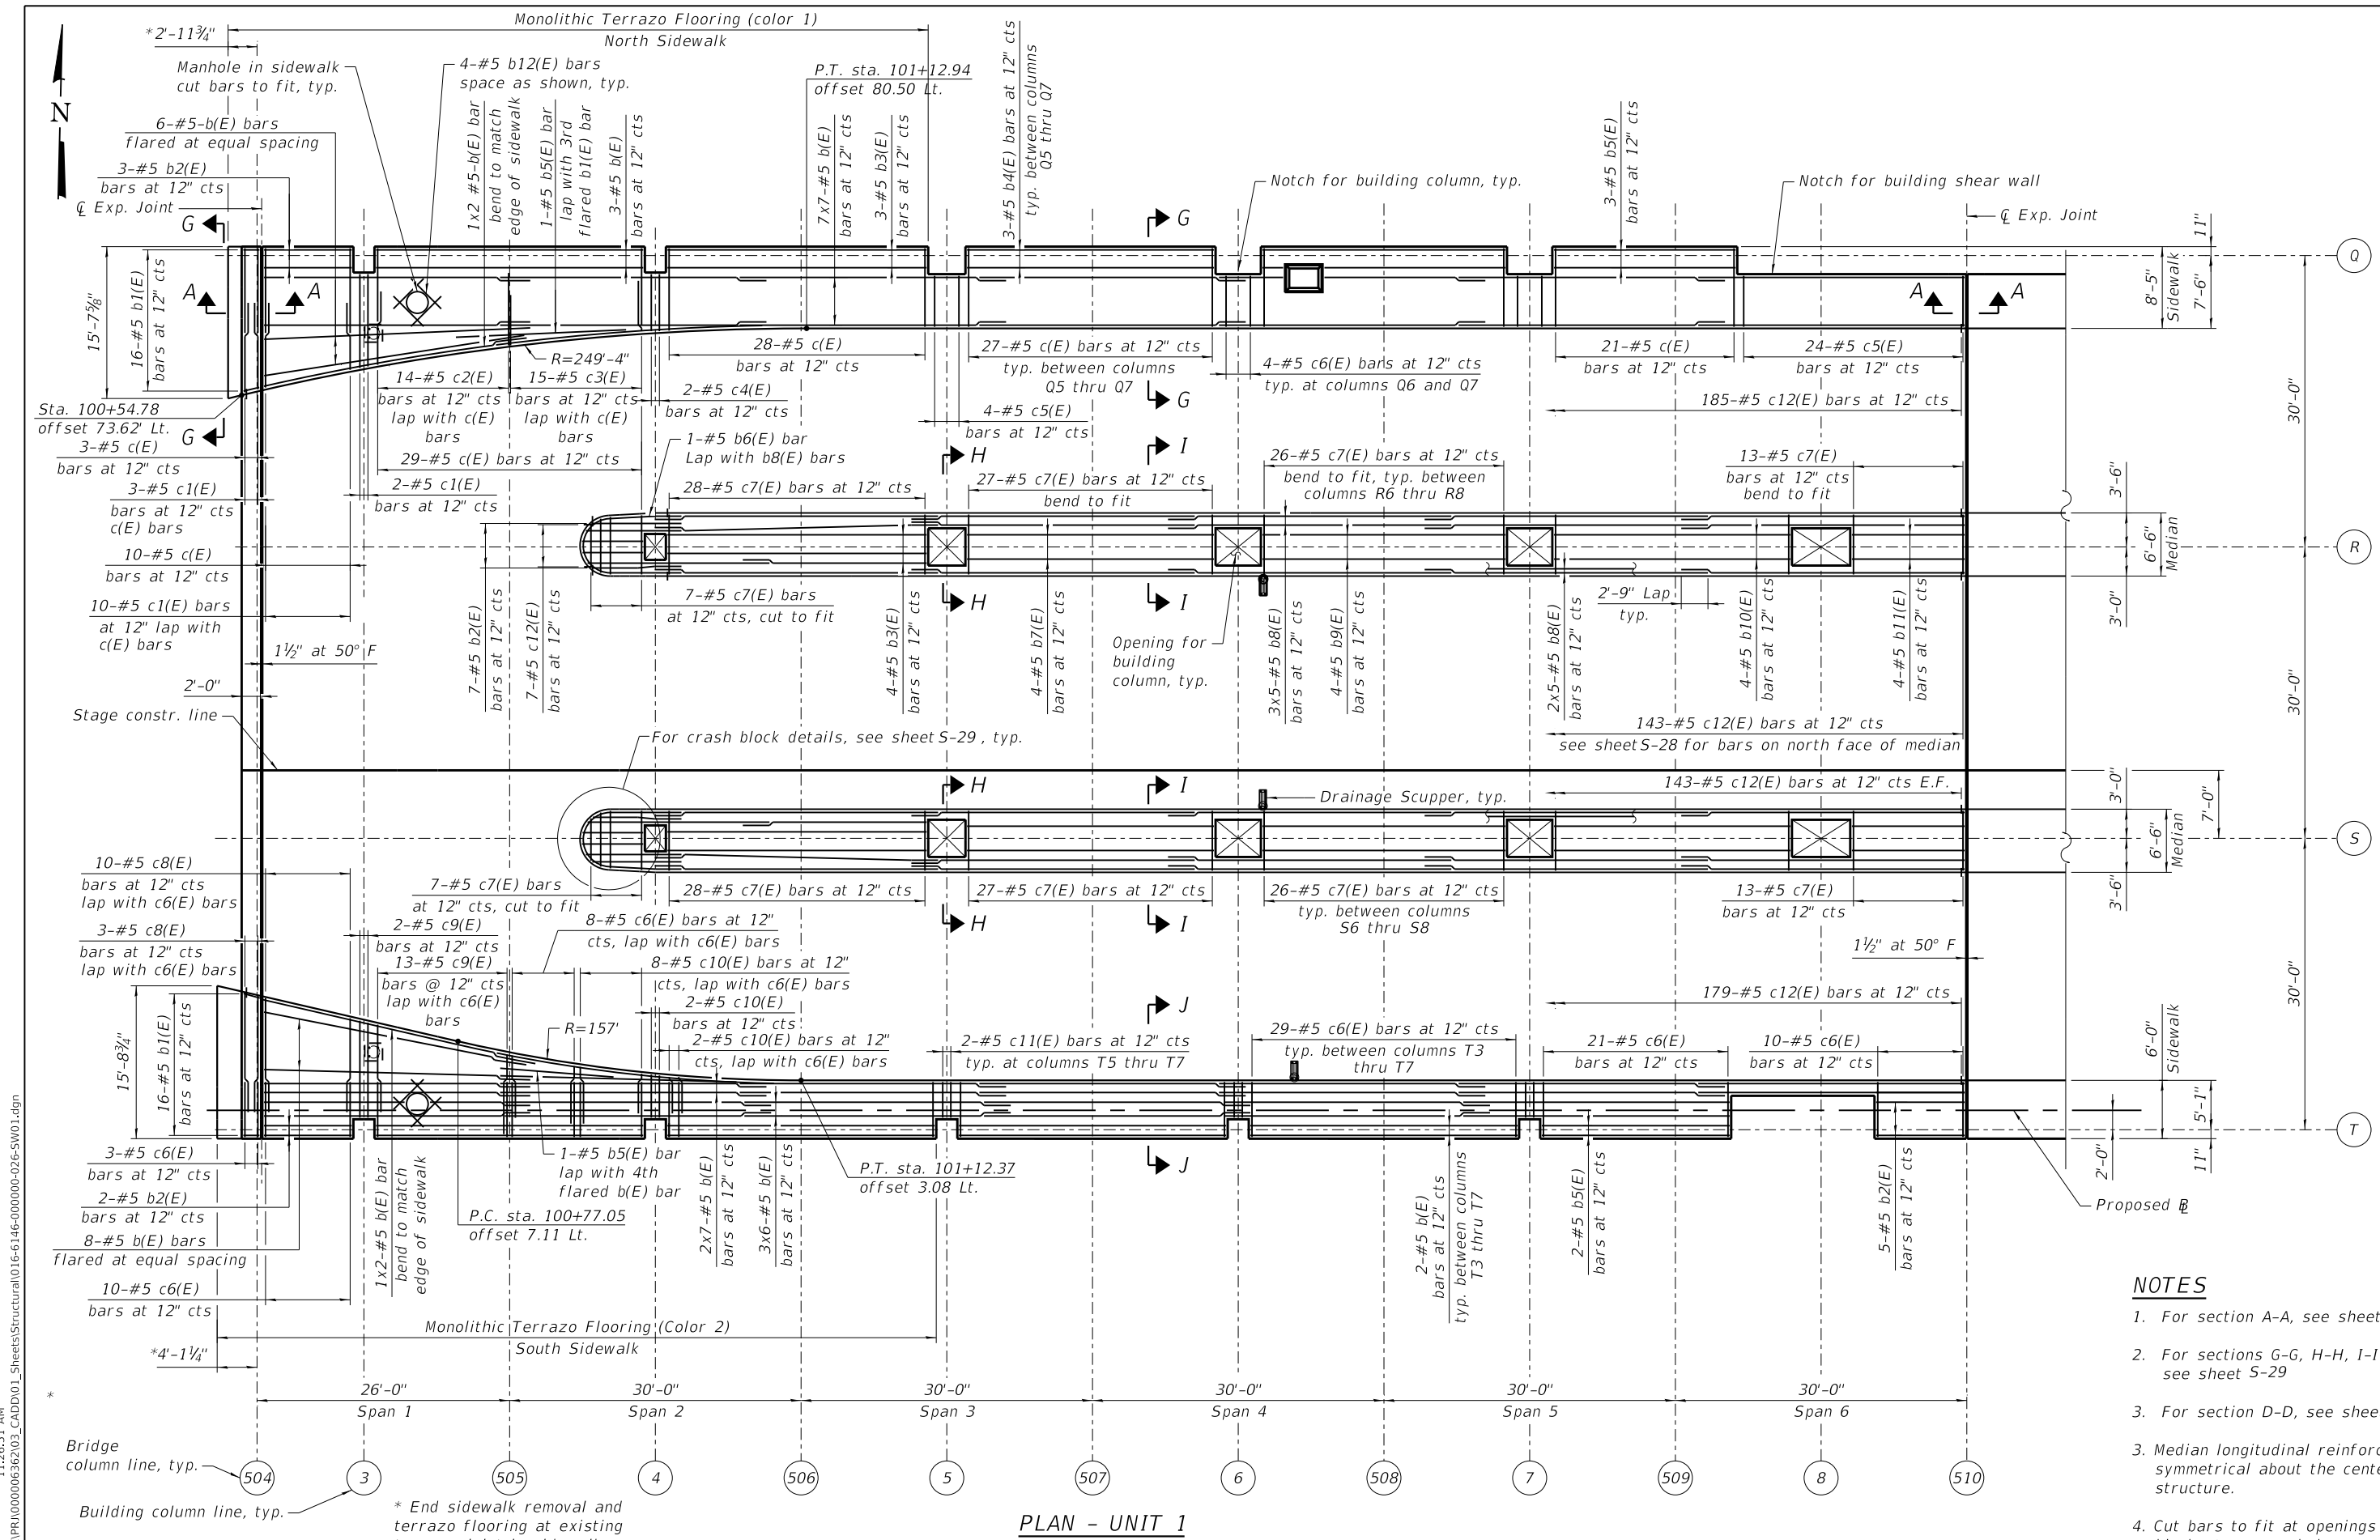 Monolithic Terrazo Flooring (color 1)
North Sidewalk
*2'-11¾"
Manhole in sidewalk
cut bars to fit, typ.
4-#5 b12(E) bars
space as shown, typ.
P.T. sta. 101+12.94
offset 80.50 Lt.
N
6-#5-b(E) bars
flared at equal spacing
3-#5 b2(E)
bars at 12" cts
℄ Exp. Joint
1x2 #5-b(E) bar
bend to match
edge of sidewalk
1-#5 b5(E) bar
lap with 3rd
flared b1(E) bar
3-#5 b(E)
bars at 12" cts
7x7-#5 b(E)
bars at 12" cts
3-#5 b3(E)
bars at 12" cts
3-#5 b4(E) bars at 12" cts
typ. between columns
Q5 thru Q7
3-#5 b5(E)
bars at 12" cts
Notch for building column, typ.
Notch for building shear wall
℄ Exp. Joint
G
G
A
A
A
A
Q
11"
8'-5"
Sidewalk
7'-6"
15'-7⅝"
16-#5 b1(E)
bars at 12" cts
R=249'-4"
28-#5 c(E)
bars at 12" cts
27-#5 c(E) bars at 12" cts
typ. between columns
Q5 thru Q7
4-#5 c6(E) bars at 12" cts
typ. at columns Q6 and Q7
21-#5 c(E)
bars at 12" cts
24-#5 c5(E)
bars at 12" cts
14-#5 c2(E)
bars at 12" cts
lap with c(E)
bars
15-#5 c3(E)
bars at 12" cts
lap with c(E)
bars
2-#5 c4(E)
bars at 12" cts
4-#5 c5(E)
bars at 12" cts
185-#5 c12(E) bars at 12" cts
30'-0"
Sta. 100+54.78
offset 73.62' Lt.
G
G
3-#5 c(E)
bars at 12" cts
29-#5 c(E) bars at 12" cts
1-#5 b6(E) bar
Lap with b8(E) bars
H
I
26-#5 c7(E) bars at 12" cts
bend to fit, typ. between
columns R6 thru R8
13-#5 c7(E)
bars at 12" cts
bend to fit
3-#5 c1(E)
bars at 12" cts
c(E) bars
2-#5 c1(E)
bars at 12" cts
28-#5 c7(E) bars at 12" cts
27-#5 c7(E) bars at 12" cts
bend to fit
3'-6"
6'-6"
Median
R
10-#5 c(E)
bars at 12" cts
10-#5 c1(E) bars
at 12" lap with
c(E) bars
7-#5 c7(E) bars
at 12" cts, cut to fit
H
I
2'-9" Lap
typ.
3'-0"
7-#5 b2(E)
bars at 12" cts
7-#5 c12(E)
bars at 12" cts
4-#5 b3(E)
bars at 12" cts
4-#5 b7(E)
bars at 12" cts
Opening for
building
column, typ.
3x5-#5 b8(E)
bars at 12" cts
4-#5 b9(E)
bars at 12" cts
2x5-#5 b8(E)
bars at 12" cts
4-#5 b10(E)
bars at 12" cts
4-#5 b11(E)
bars at 12" cts
30'-0"
1½" at 50° F
2'-0"
Stage constr. line
For crash block details, see sheet S-29 , typ.
143-#5 c12(E) bars at 12" cts
see sheet S-28 for bars on north face of median
H
I
143-#5 c12(E) bars at 12" cts E.F.
Drainage Scupper, typ.
3'-0"
7'-0"
6'-6"
Median
S
3'-6"
10-#5 c8(E)
bars at 12" cts
lap with c6(E) bars
7-#5 c7(E) bars
at 12" cts, cut to fit
28-#5 c7(E) bars at 12" cts
27-#5 c7(E) bars at 12" cts
26-#5 c7(E) bars at 12" cts
typ. between columns
S6 thru S8
13-#5 c7(E)
bars at 12" cts
H
I
3-#5 c8(E)
bars at 12" cts
lap with c6(E) bars
2-#5 c9(E)
bars at 12" cts
8-#5 c6(E) bars at 12"
cts, lap with c6(E) bars
1½" at 50° F
13-#5 c9(E)
bars @ 12" cts
lap with c6(E)
bars
8-#5 c10(E) bars at 12"
cts, lap with c6(E) bars
2-#5 c10(E)
bars at 12" cts
J
179-#5 c12(E) bars at 12" cts
30'-0"
15'-8¾"
16-#5 b1(E)
bars at 12" cts
R=157'
2-#5 c10(E) bars at 12"
cts, lap with c6(E) bars
2-#5 c11(E) bars at 12" cts
typ. at columns T5 thru T7
29-#5 c6(E) bars at 12" cts
typ. between columns T3
thru T7
21-#5 c6(E)
bars at 12" cts
10-#5 c6(E)
bars at 12" cts
6'-0"
Sidewalk
5'-1"
T
2'-0"
11"
3-#5 c6(E)
bars at 12" cts
2-#5 b2(E)
bars at 12" cts
8-#5 b(E) bars
flared at equal spacing
10-#5 c6(E)
bars at 12" cts
1x2-#5 b(E) bar
bend to match
edge of sidewalk
1-#5 b5(E) bar
lap with 4th
flared b(E) bar
P.C. sta. 100+77.05
offset 7.11 Lt.
2x7-#5 b(E)
bars at 12" cts
3x6-#5 b(E)
bars at 12" cts
P.T. sta. 101+12.37
offset 3.08 Lt.
J
2-#5 b(E)
bars at 12" cts
typ. between columns
T3 thru T7
2-#5 b5(E)
bars at 12" cts
5-#5 b2(E)
bars at 12" cts
Proposed ⅊
Monolithic Terrazo Flooring (Color 2)
South Sidewalk
*4'-1¼"
*
26'-0"
Span 1
30'-0"
Span 2
30'-0"
Span 3
30'-0"
Span 4
30'-0"
Span 5
30'-0"
Span 6
Bridge
column line, typ.
504
3
505
4
506
5
507
6
508
7
509
8
510
Building column line, typ.
* End sidewalk removal and
terrazo flooring at existing
PLAN - UNIT 1
NOTES
1. For section A-A, see sheet
2. For sections G-G, H-H, I-I
see sheet S-29
3. For section D-D, see shee
3. Median longitudinal reinforc
symmetrical about the cente
structure.
4. Cut bars to fit at openings
\PRJ\0000006362\03_CADD\01_Sheets\Structural\016-6146-000000-026-SW01.dgn